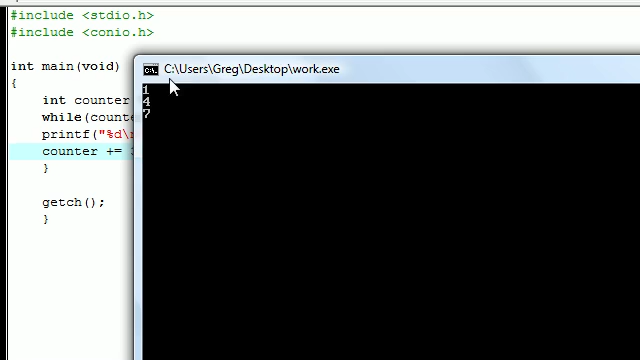 #include <stdio.h>
#include <conio.h>
int main(void)
{
int counter
while(counte
printf("%d\n
counter +=
}
getch();
}
C:\Users\Greg\Desktop\work.exe
1
4
7